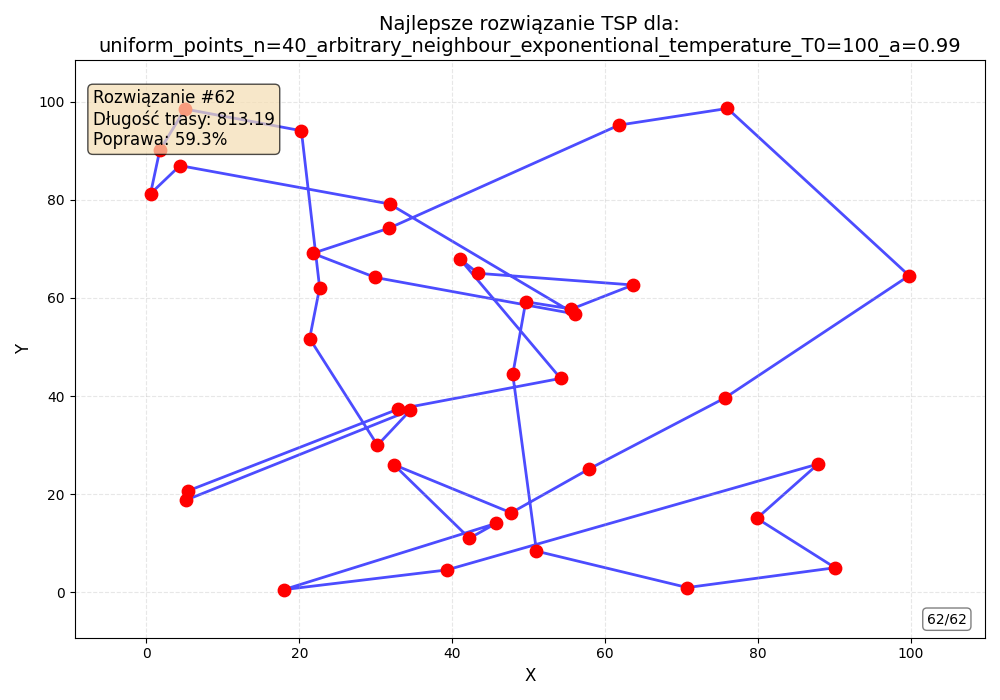 Najlepsze rozwiązanie TSP dla:
uniform_points_n=40_arbitrary_neighbour_exponential_temperature_T0=100_a=0.99
Rozwiązanie #62
Długość trasy: 813.19
Poprawa: 59.3%
Y
100
80
60
40
20
0
62/62
0 20 40 60 80 100
X